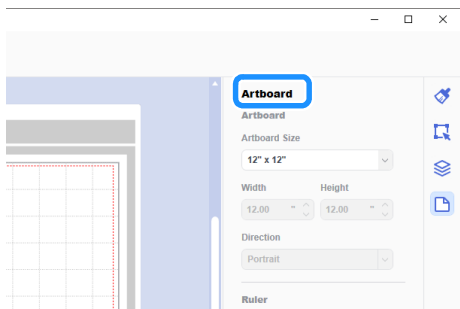 Artboard
Artboard
Artboard Size
12" x 12"
Width Height
12.00 " 12.00 "
Direction
Portrait
Ruler